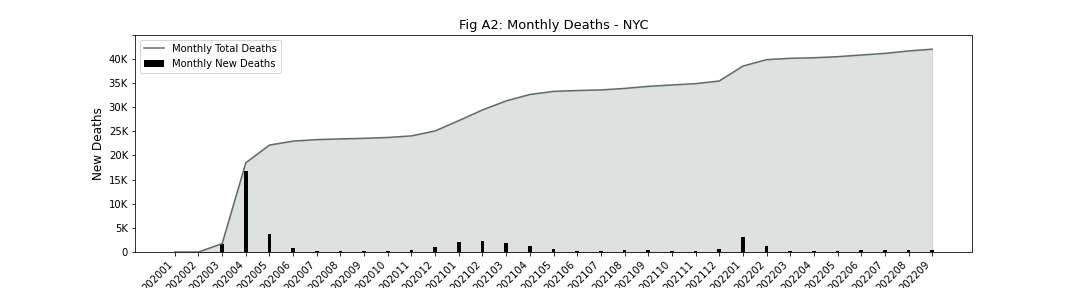 Fig A2: Monthly Deaths - NYC
Monthly Total Deaths
Monthly New Deaths
New Deaths
40K
35K
30K
25K
20K
15K
10K
5K
0
202001
202002
202003
202004
202005
202006
202007
202008
202009
202010
202011
202012
202101
202102
202103
202104
202105
202106
202107
202108
202109
202110
202111
202112
202201
202202
202203
202204
202205
202206
202207
202208
202209